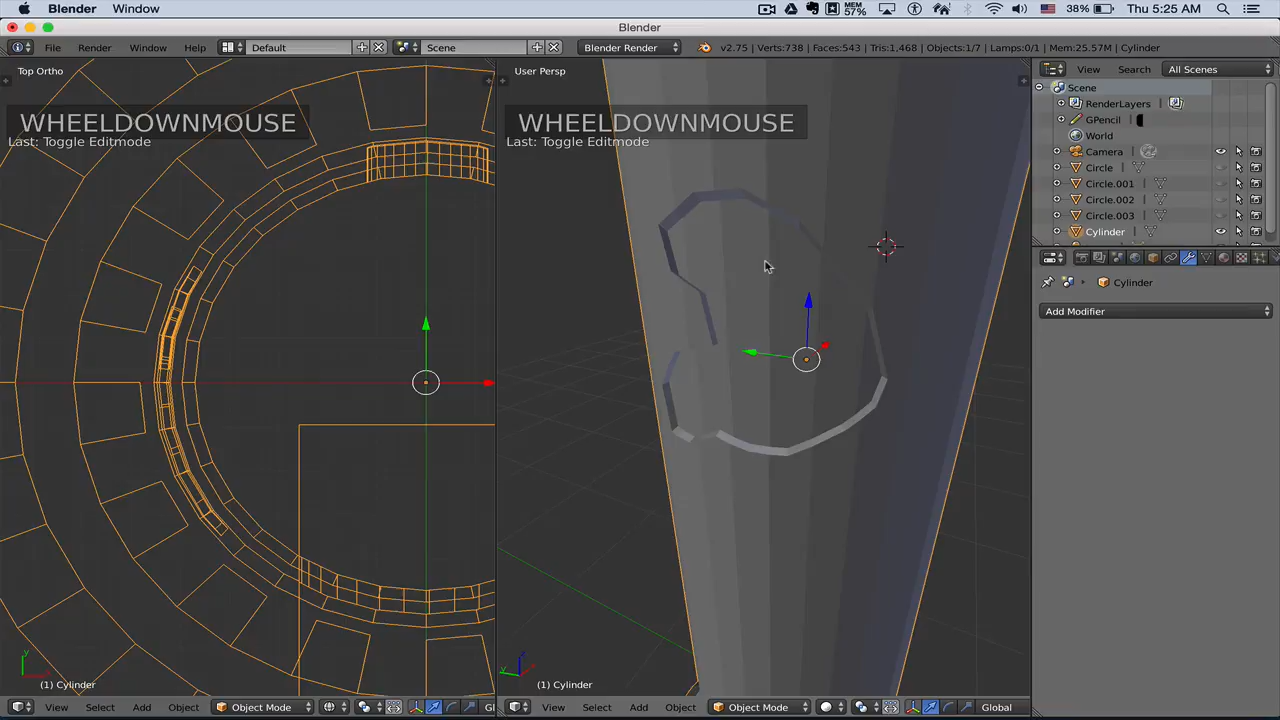 Blender Window MEM 57% 38% Thu 5:25 AM
Blender
File Render Window Help Default Scene Blender Render v2.75 | Verts:738 | Faces:543 | Tris:1,468 | Objects:1/7 | Lamps:0/1 | Mem:25.57M | Cylinder
Top Ortho
WHEELDOWNMOUSE
Last: Toggle Editmode
(1) Cylinder
View Select Add Object Object Mode Gl
User Persp
WHEELDOWNMOUSE
Last: Toggle Editmode
(1) Cylinder
View Select Add Object Object Mode Global
View Search All Scenes
Scene
RenderLayers
GPencil
World
Camera
Circle
Circle.001
Circle.002
Circle.003
Cylinder
Cylinder
Add Modifier
y x
y z x